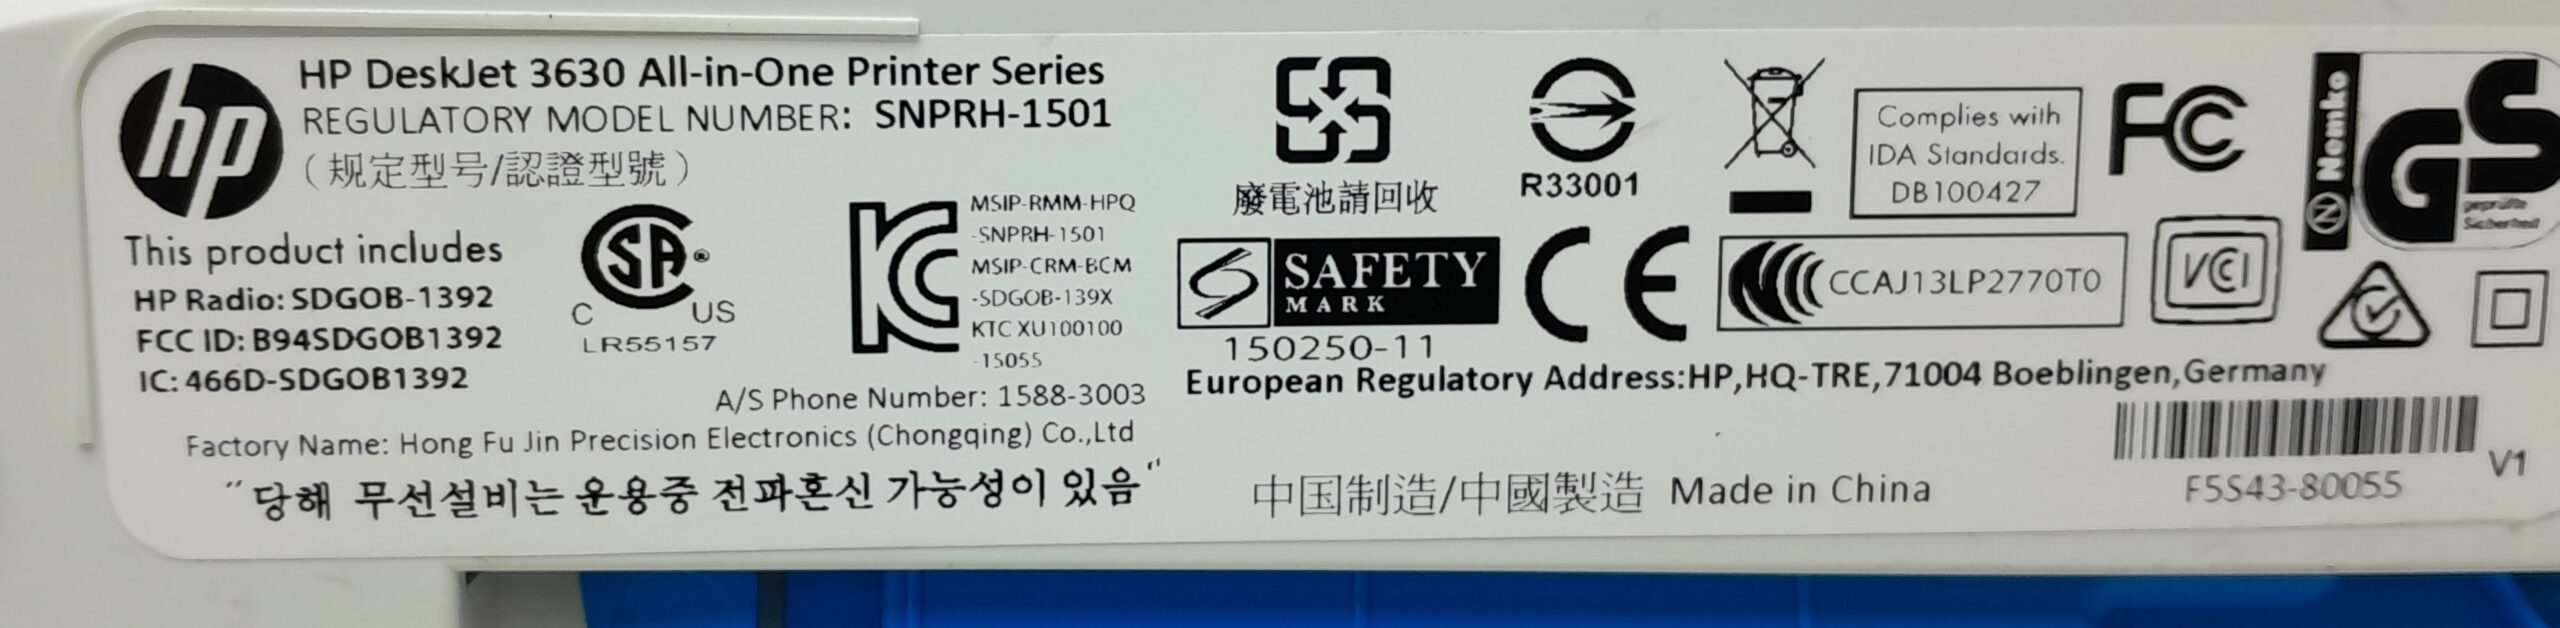 hp
HP DeskJet 3630 All-in-One Printer Series
REGULATORY MODEL NUMBER: SNPRH-1501
(规定型号/認證型號)
This product includes
HP Radio: SDGOB-1392
FCC ID: B94SDGOB1392
IC: 466D-SDGOB1392
SA ®
C US
LR55157
KC
MSIP-RMM-HPQ
-SNPRH-1501
MSIP-CRM-BCM
-SDGOB-139X
KTC XU100100
-15055
A/S Phone Number: 1588-3003
Factory Name: Hong Fu Jin Precision Electronics (Chongqing) Co.,Ltd
"당해 무선설비는 운용중 전파혼신 가능성이 있음"
廢電池請回收
R33001
Complies with
IDA Standards.
DB100427
FC
N Nemko
GS
geprüfte
Sicherheit
S SAFETY
MARK
150250-11
CE
CCAJ13LP2770T0
VCCI
European Regulatory Address:HP,HQ-TRE,71004 Boeblingen,Germany
F5S43-80055
V1
中国制造/中國製造 Made in China